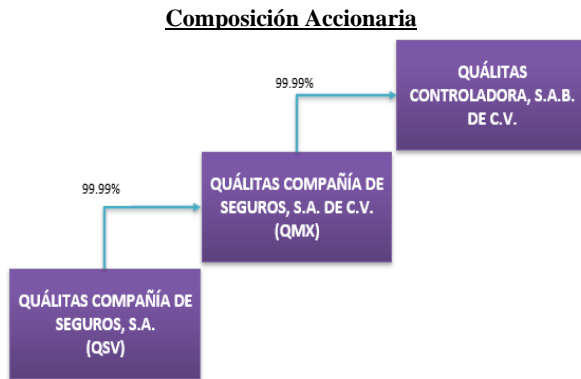 Composición Accionaria
QUÁLITAS
CONTROLADORA, S.A.B.
DE C.V.
99.99%
QUÁLITAS COMPAÑÍA DE
SEGUROS, S.A. DE C.V.
(QMX)
99.99%
QUÁLITAS COMPAÑÍA DE
SEGUROS, S.A.
(QSV)